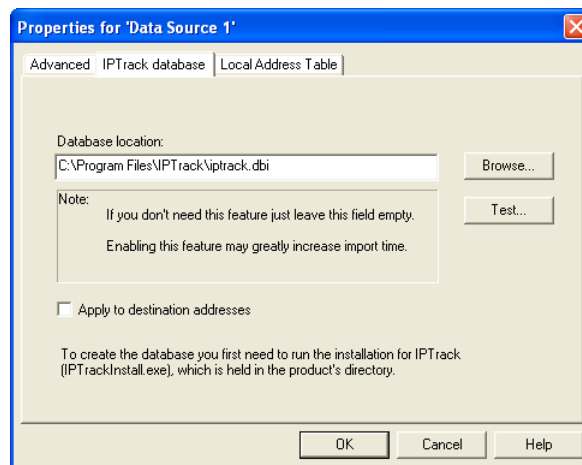 Properties for 'Data Source 1'
Advanced IPTrack database Local Address Table
Database location:
C:\Program Files\IPTrack\iptrack.dbi Browse...
Note:
If you don't need this feature just leave this field empty. Test...
Enabling this feature may greatly increase import time.
Apply to destination addresses
To create the database you first need to run the installation for IPTrack
(IPTrackInstall.exe), which is held in the product's directory.
OK Cancel Help